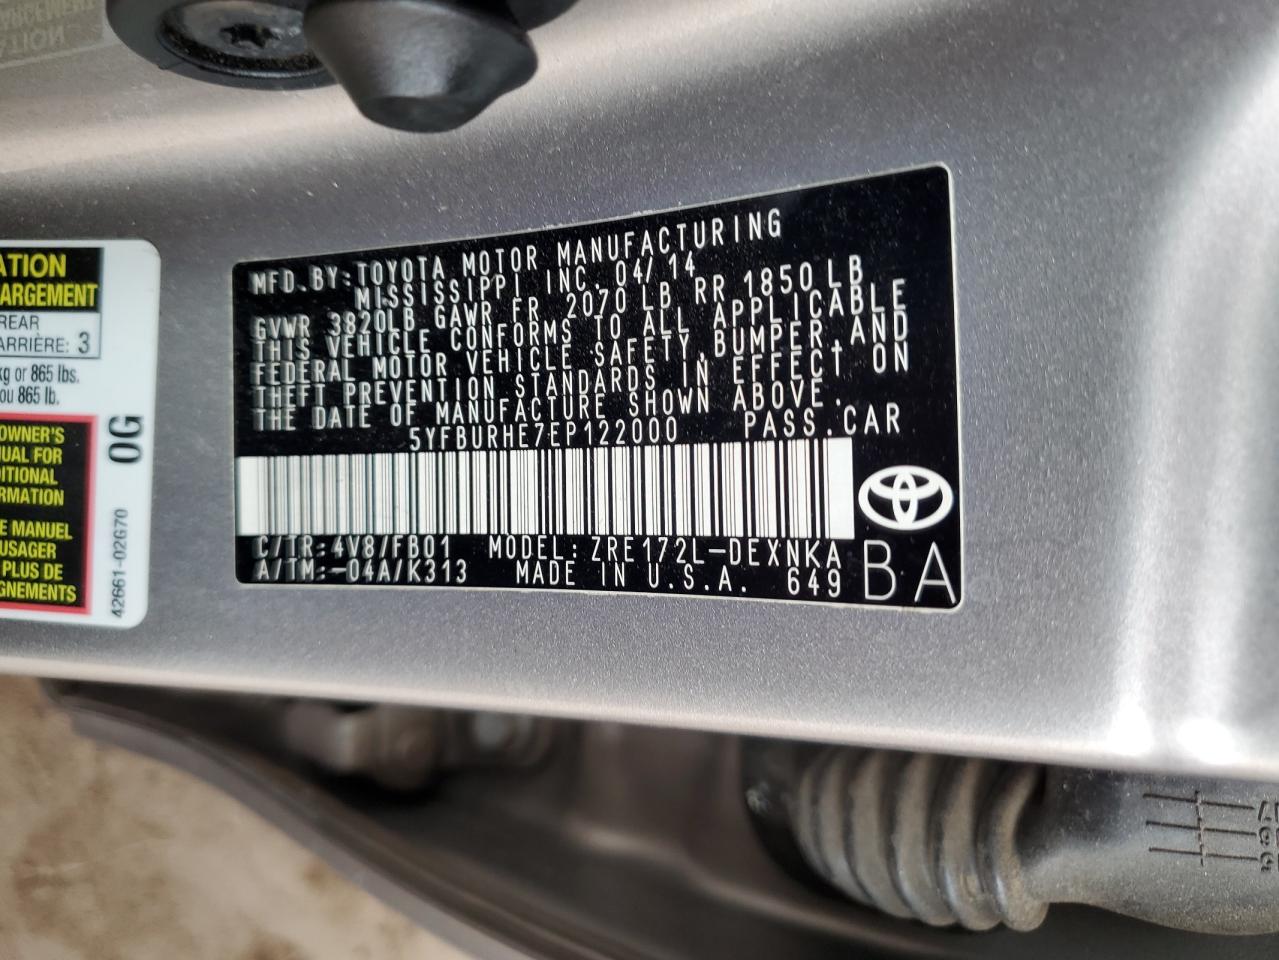 ARNCEMENT
ATION
ATION
ARGEMENT
REAR
ARRIÈRE: 3
kg or 865 lbs.
ou 865 lb.
OWNER'S
UAL FOR
DITIONAL
ORMATION
E MANUEL
'USAGER
PLUS DE
GNEMENTS
0G
42661-02G70
MFD.BY:TOYOTA MOTOR MANUFACTURING
MISSISSIPPI INC. 04/14
GVWR 3820LB GAWR FR 2070 LB RR 1850 LB
THIS VEHICLE CONFORMS TO ALL APPLICABLE
FEDERAL MOTOR VEHICLE SAFETY,BUMPER,AND
THEFT PREVENTION STANDARDS IN EFFECT ON
THE DATE OF MANUFACTURE SHOWN ABOVE.
5YFBURHE7EP122000 PASS.CAR
C/TR:4V8/FB01 MODEL:ZRE172L-DEXNKA
A/TM:-04A/K313 MADE IN U.S.A. 649
BA